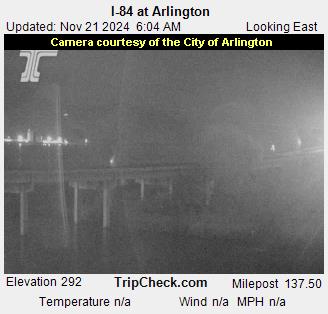 I-84 at Arlington
Updated: Nov 21 2024 6:04 AM Looking East
Camera courtesy of the City of Arlington
Elevation 292 TripCheck.com Milepost 137.50
Temperature n/a Wind n/a MPH n/a